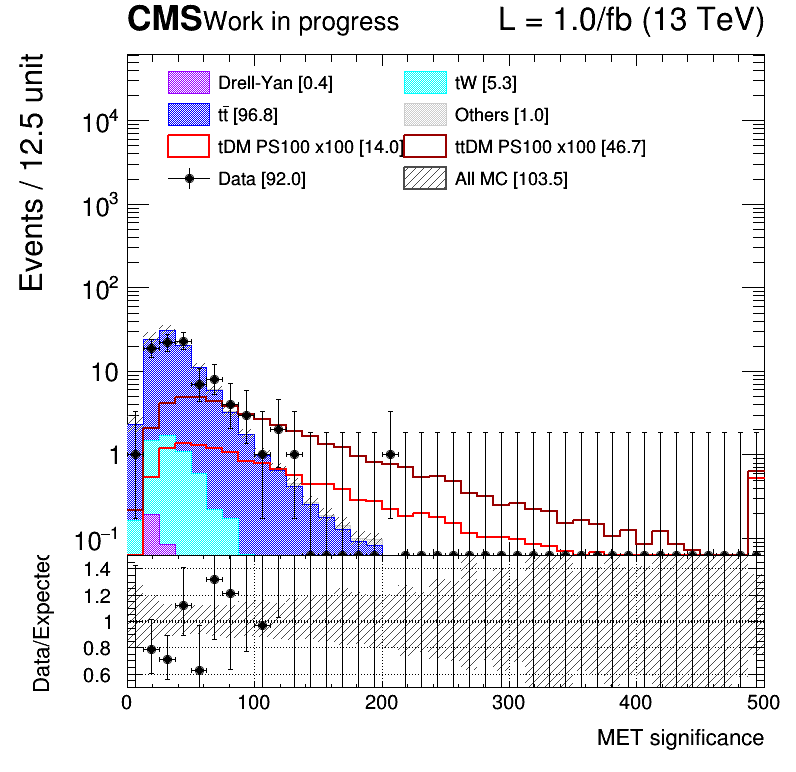 CMS Work in progress L = 1.0/fb (13 TeV)
Events / 12.5 unit
Drell-Yan [0.4] tW [5.3]
tt̄ [96.8] Others [1.0]
tDM PS100 x100 [14.0] ttDM PS100 x100 [46.7]
Data [92.0] All MC [103.5]
10⁴
10³
10²
10
1
10⁻¹
Data/Expected
1.4
1.2
1
0.8
0.6
0 100 200 300 400 500
MET significance